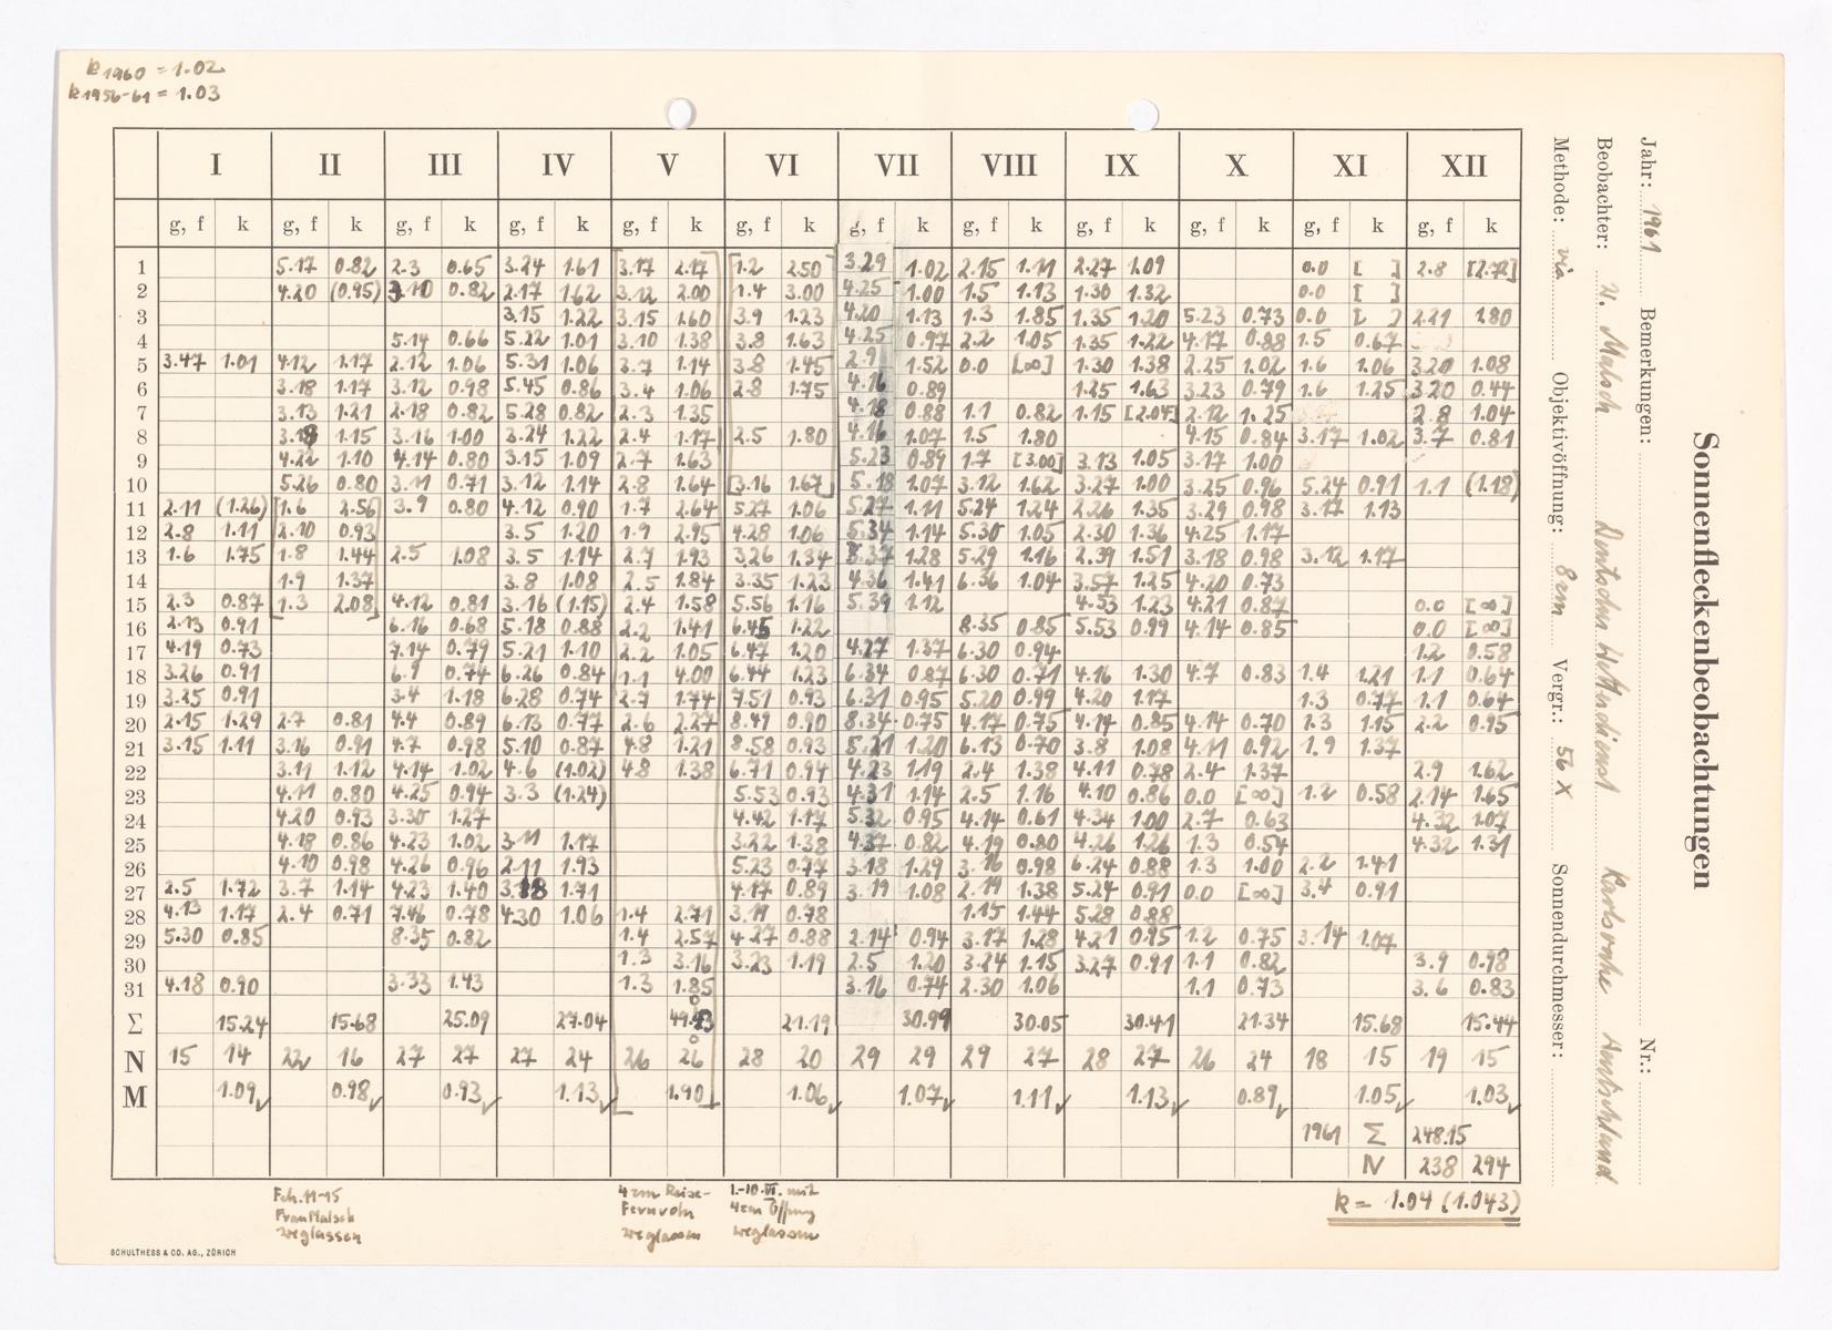 k 1960 = 1.02
k 1956-61 = 1.03
I II III IV V VI VII VIII IX X XI XII
g, f k g, f k g, f k g, f k g, f k g, f k g, f k g, f k g, f k g, f k g, f k g, f k
1 5.17 0.82 2.3 0.65 3.24 1.61 3.17 2.17 [1.2 2.50] 3.29 1.02 2.15 1.11 2.27 1.09 0.0 [ ] 2.8 [2.72]
2 4.20 (0.95) 3.10 0.82 2.17 1.62 3.12 2.00 1.4 3.00 4.25 1.00 1.5 1.13 1.30 1.32 0.0 [ ]
3 3.15 1.22 3.15 1.60 3.9 1.23 4.20 1.13 1.3 1.85 1.35 1.20 5.23 0.73 0.0 [ ] 2.21 1.80
4 5.14 0.66 5.22 1.01 3.10 1.38 3.8 1.63 4.25 0.97 2.2 1.05 1.35 1.22 4.17 0.88 1.5 0.67
5 3.47 1.01 4.12 1.17 2.12 1.06 5.31 1.06 3.7 1.14 3.8 1.45 2.9 1.52 0.0 [∞] 1.30 1.38 2.25 1.02 1.6 1.06 3.20 1.08
6 3.18 1.17 3.12 0.98 5.45 0.86 3.4 1.06 2.8 1.75 4.16 0.89 1.25 1.63 3.23 0.79 1.6 1.25 3.20 0.44
7 3.13 1.21 2.18 0.82 5.28 0.82 2.3 1.35 4.18 0.88 1.1 0.82 1.15 [2.04] 2.12 1.25 2.8 1.04
8 3.18 1.15 3.16 1.00 3.24 1.22 2.4 1.17 2.5 1.80 4.16 1.07 1.5 1.80 4.15 0.84 3.17 1.02 3.7 0.81
9 4.22 1.10 4.14 0.80 3.15 1.09 2.7 1.63 5.23 0.89 1.7 [3.00] 3.13 1.05 3.17 1.00
10 5.26 0.80 3.11 0.71 3.12 1.14 2.8 1.64 [3.16 1.67] 5.18 1.07 3.12 1.62 3.27 1.00 3.25 0.96 5.24 0.91 1.1 (1.18)
11 2.11 (1.26) [1.6 2.56] 3.9 0.80 4.12 0.90 1.7 2.64 5.27 1.06 5.27 1.11 5.24 1.24 2.26 1.35 3.29 0.98 3.17 1.13
12 2.8 1.11 2.10 0.93 3.5 1.20 1.9 2.95 4.28 1.06 5.34 1.14 5.30 1.05 2.30 1.36 4.25 1.17
13 1.6 1.75 1.8 1.44 2.5 1.08 3.5 1.14 2.7 1.93 3.26 1.34 5.37 1.28 5.29 1.16 2.39 1.51 3.18 0.98 3.12 1.17
14 1.9 1.37 3.8 1.08 2.5 1.84 3.35 1.23 4.36 1.41 6.36 1.04 3.57 1.25 4.20 0.73
15 2.3 0.87 [1.3 2.08] 4.12 0.81 3.16 (1.15) 2.4 1.58 5.56 1.16 5.39 1.12 4.53 1.23 4.21 0.87 0.0 [∞]
16 2.13 0.91 6.16 0.68 5.18 0.88 2.2 1.41 6.45 1.22 8.35 0.85 5.53 0.99 4.14 0.85 0.0 [∞]
17 4.19 0.73 7.14 0.79 5.21 1.10 2.2 1.05 6.47 1.20 4.27 1.37 6.30 0.94 1.2 0.58
18 3.26 0.91 6.9 0.74 6.26 0.84 1.1 4.00 6.44 1.23 6.34 0.87 6.30 0.71 4.16 1.30 4.7 0.83 1.4 1.21 1.1 0.64
19 3.25 0.91 3.4 1.18 6.28 0.74 2.7 1.74 7.51 0.93 6.31 0.95 5.20 0.99 4.20 1.17 1.3 0.77 1.1 0.64
20 2.15 1.29 2.7 0.81 4.4 0.89 6.13 0.77 2.6 2.27 8.49 0.90 8.34 0.75 4.17 0.75 4.14 0.85 4.14 0.70 1.3 1.15 2.2 0.95
21 3.15 1.11 3.16 0.91 4.7 0.98 5.10 0.87 4.8 1.21 8.58 0.93 5.21 1.20 6.13 0.70 3.8 1.08 4.11 0.92 1.9 1.37
22 3.11 1.12 4.14 1.02 4.6 (1.02) 4.8 1.38 6.71 0.94 4.23 1.19 2.4 1.38 4.11 0.78 2.4 1.37 2.9 1.62
23 4.11 0.80 4.25 0.94 3.3 (1.24) 5.53 0.93 4.31 1.14 2.5 1.16 4.10 0.86 0.0 [∞] 1.2 0.58 2.14 1.65
24 4.20 0.93 3.30 1.27 4.42 1.17 5.32 0.95 4.14 0.61 4.34 1.00 2.7 0.63 4.32 1.07
25 4.18 0.86 4.23 1.02 3.11 1.17 3.22 1.38 4.37 0.82 4.19 0.80 4.26 1.26 1.3 0.54 4.32 1.31
26 4.10 0.98 4.26 0.96 2.11 1.93 5.23 0.77 3.18 1.29 3.16 0.98 6.24 0.88 1.3 1.00 2.2 1.41
27 2.5 1.72 3.7 1.14 4.23 1.40 3.18 1.71 4.17 0.89 3.19 1.08 2.19 1.38 5.24 0.91 0.0 [∞] 3.4 0.91
28 4.13 1.17 2.4 0.71 7.46 0.78 4.30 1.06 1.4 2.71 3.11 0.78 1.15 1.44 5.28 0.88
29 5.30 0.85 8.35 0.82 1.4 2.57 4.27 0.88 2.14 0.94 3.17 1.28 4.21 0.95 1.2 0.75 3.14 1.07
30 1.3 3.16 3.23 1.19 2.5 1.20 3.24 1.15 3.27 0.91 1.1 0.82 3.9 0.98
31 4.18 0.90 3.33 1.43 1.3 1.85 3.16 0.74 2.30 1.06 1.1 0.73 3.6 0.83
Σ 15.24 15.68 25.09 27.04 49.43 21.19 30.99 30.05 30.41 21.34 15.68 15.44
N 15 14 22 16 27 27 27 24 26 26 28 20 29 29 29 27 28 27 26 24 18 15 19 15
M 1.09 0.98 0.93 1.13 1.90 1.06 1.07 1.11 1.13 0.89 1.05 1.03
1961 Σ 248.15
N 238 294
k = 1.04 (1.043)
Feb. 11-15
Frau Malsch
weglassen
4 cm Reise-
Fernrohr
weglassen
1.-10. VI. mit
4 cm Öffnung
weglassen
SCHULTHESS & CO. AG., ZÜRICH
Sonnenfleckenbeobachtungen
Jahr: 1961 Bemerkungen: Nr.:
Beobachter: W. Malsch Deutscher Wetterdienst Karlsruhe Deutschland
Methode: vis Objektivöffnung: 8 cm Vergr.: 56 X Sonnendurchmesser: